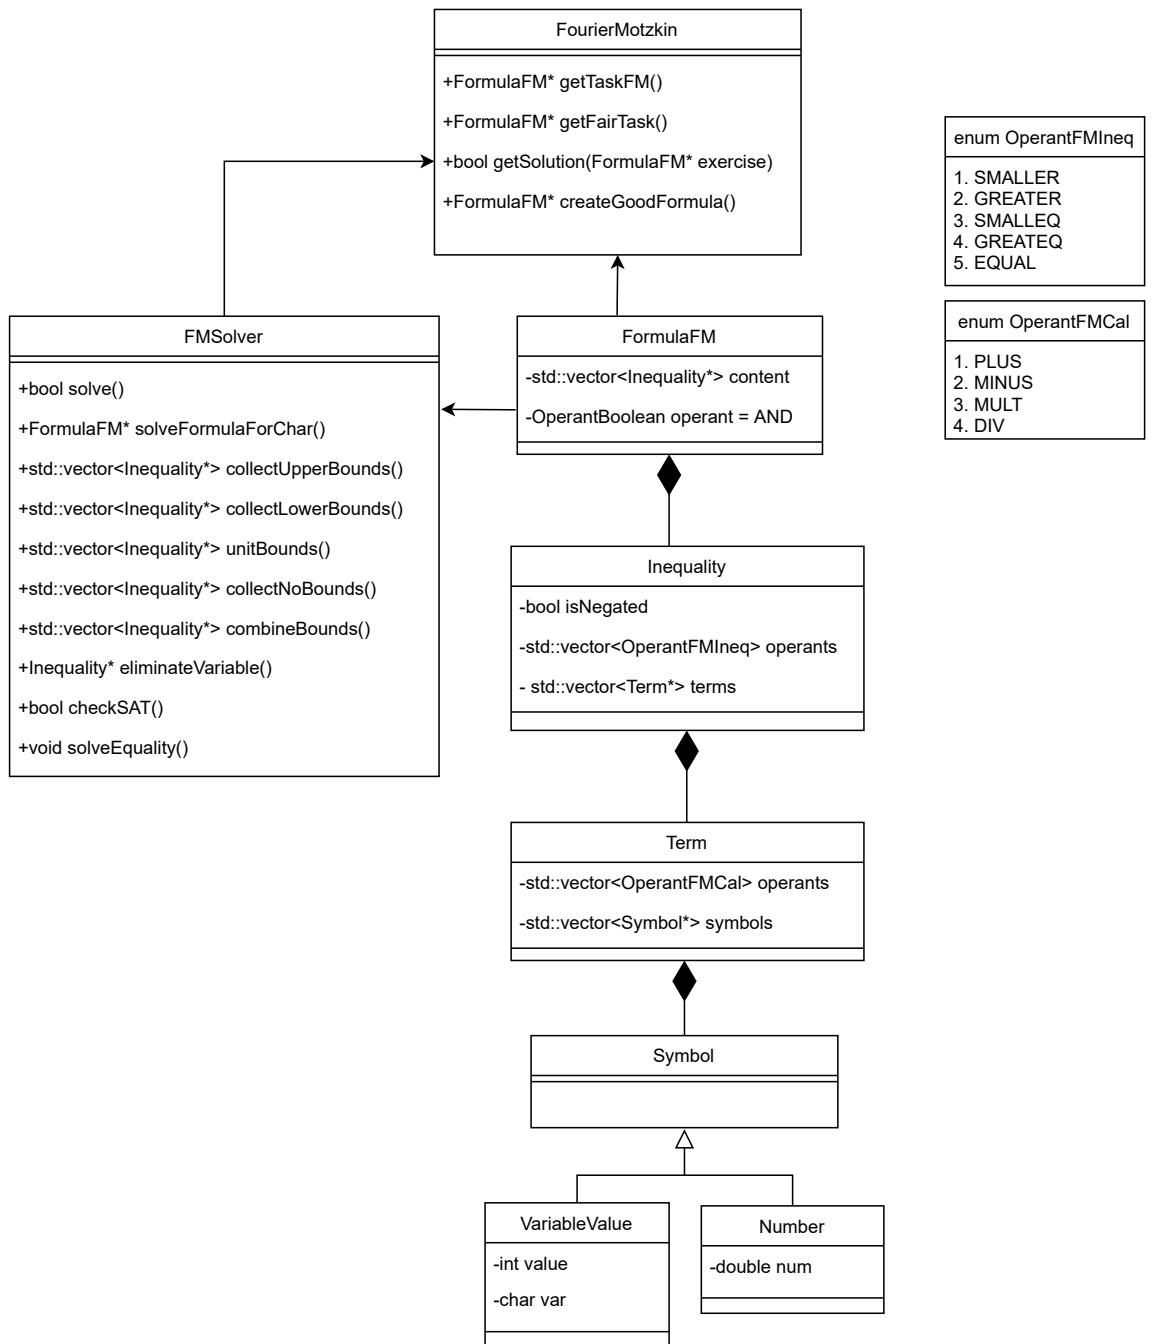 FourierMotzkin
+FormulaFM* getTaskFM()
+FormulaFM* getFairTask()
+bool getSolution(FormulaFM* exercise)
+FormulaFM* createGoodFormula()
enum OperantFMIneq
1. SMALLER
2. GREATER
3. SMALLEQ
4. GREATEQ
5. EQUAL
enum OperantFMCal
1. PLUS
2. MINUS
3. MULT
4. DIV
FMSolver
+bool solve()
+FormulaFM* solveFormulaForChar()
+std::vector<Inequality*> collectUpperBounds()
+std::vector<Inequality*> collectLowerBounds()
+std::vector<Inequality*> unitBounds()
+std::vector<Inequality*> collectNoBounds()
+std::vector<Inequality*> combineBounds()
+Inequality* eliminateVariable()
+bool checkSAT()
+void solveEquality()
FormulaFM
-std::vector<Inequality*> content
-OperantBoolean operant = AND
Inequality
-bool isNegated
-std::vector<OperantFMIneq> operants
- std::vector<Term*> terms
Term
-std::vector<OperantFMCal> operants
-std::vector<Symbol*> symbols
Symbol
VariableValue
-int value
-char var
Number
-double num